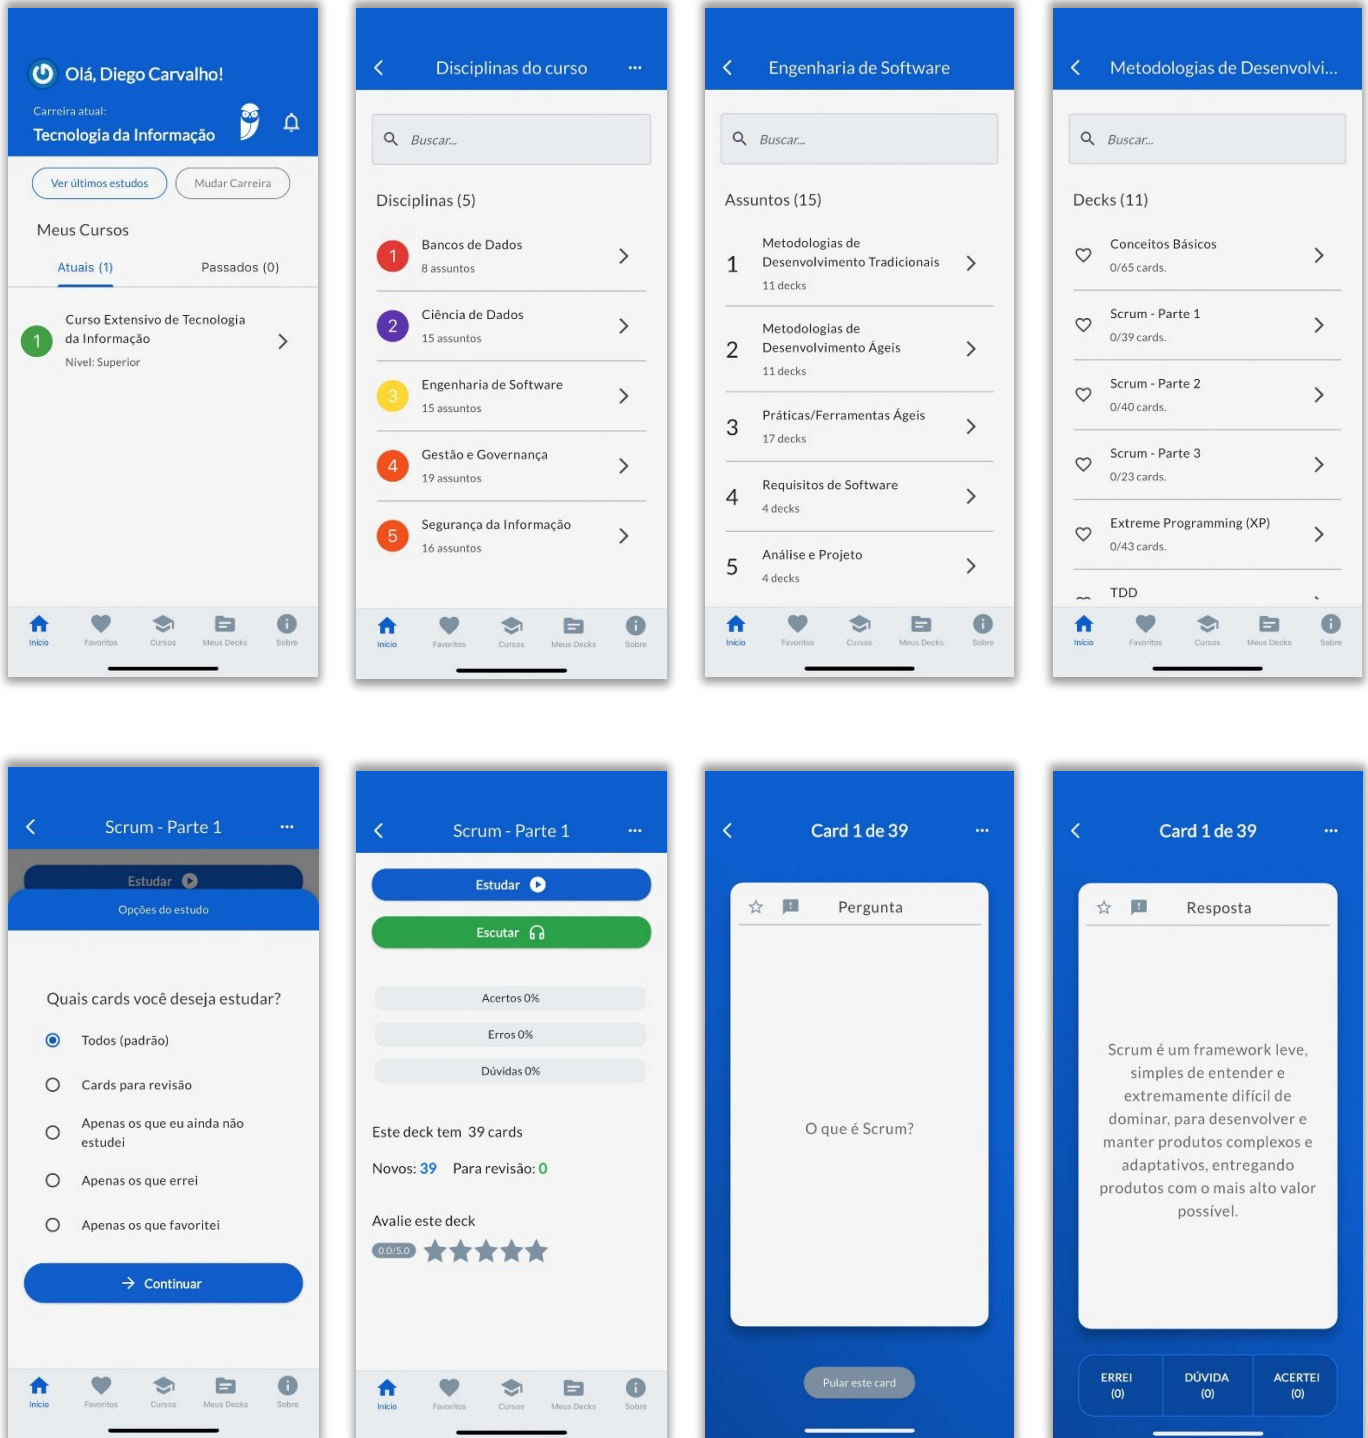 Olá, Diego Carvalho!
Carreira atual:
Tecnologia da Informação
Ver últimos estudos
Mudar Carreira
Meus Cursos
Atuais (1)
Passados (0)
1
Curso Extensivo de Tecnologia
da Informação
Nível: Superior
Início
Favoritos
Cursos
Meus Decks
Sobre
Disciplinas do curso
Buscar...
Disciplinas (5)
1
Bancos de Dados
8 assuntos
2
Ciência de Dados
15 assuntos
3
Engenharia de Software
15 assuntos
4
Gestão e Governança
19 assuntos
5
Segurança da Informação
16 assuntos
Início
Favoritos
Cursos
Meus Decks
Sobre
Engenharia de Software
Buscar...
Assuntos (15)
1
Metodologias de
Desenvolvimento Tradicionais
11 decks
2
Metodologias de
Desenvolvimento Ágeis
11 decks
3
Práticas/Ferramentas Ágeis
17 decks
4
Requisitos de Software
4 decks
5
Análise e Projeto
4 decks
Início
Favoritos
Cursos
Meus Decks
Sobre
Metodologias de Desenvolvi...
Buscar...
Decks (11)
Conceitos Básicos
0/65 cards.
Scrum - Parte 1
0/39 cards.
Scrum - Parte 2
0/40 cards.
Scrum - Parte 3
0/23 cards.
Extreme Programming (XP)
0/43 cards.
TDD
Início
Favoritos
Cursos
Meus Decks
Sobre
Scrum - Parte 1
Estudar
Opções do estudo
Quais cards você deseja estudar?
Todos (padrão)
Cards para revisão
Apenas os que eu ainda não
estudei
Apenas os que errei
Apenas os que favoritei
Continuar
Início
Favoritos
Cursos
Meus Decks
Sobre
Scrum - Parte 1
Estudar
Escutar
Acertos 0%
Erros 0%
Dúvidas 0%
Este deck tem 39 cards
Novos: 39 Para revisão: 0
Avalie este deck
0.0/5.0
Início
Favoritos
Cursos
Meus Decks
Sobre
Card 1 de 39
Pergunta
O que é Scrum?
Pular este card
Card 1 de 39
Resposta
Scrum é um framework leve,
simples de entender e
extremamente difícil de
dominar, para desenvolver e
manter produtos complexos e
adaptativos, entregando
produtos com o mais alto valor
possível.
ERREI
(0)
DÚVIDA
(0)
ACERTEI
(0)